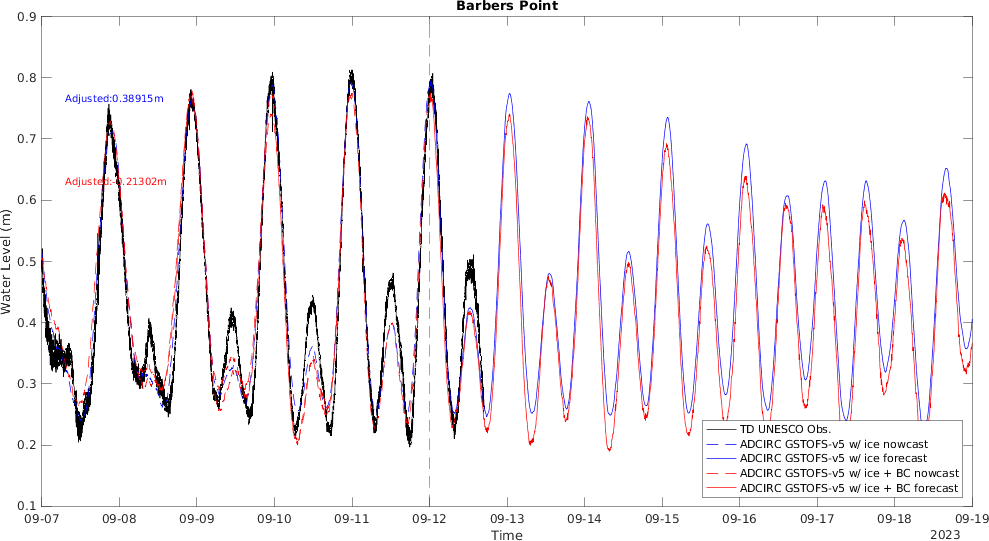 Barbers Point
0.9
0.8
0.7
0.6
0.5
0.4
0.3
0.2
0.1
Water Level (m)
Adjusted:0.38915m
Adjusted:-0.21302m
TD UNESCO Obs.
ADCIRC GSTOFS-v5 w/ ice nowcast
ADCIRC GSTOFS-v5 w/ ice forecast
ADCIRC GSTOFS-v5 w/ ice + BC nowcast
ADCIRC GSTOFS-v5 w/ ice + BC forecast
09-07 09-08 09-09 09-10 09-11 09-12 09-13 09-14 09-15 09-16 09-17 09-18 09-19
Time
2023